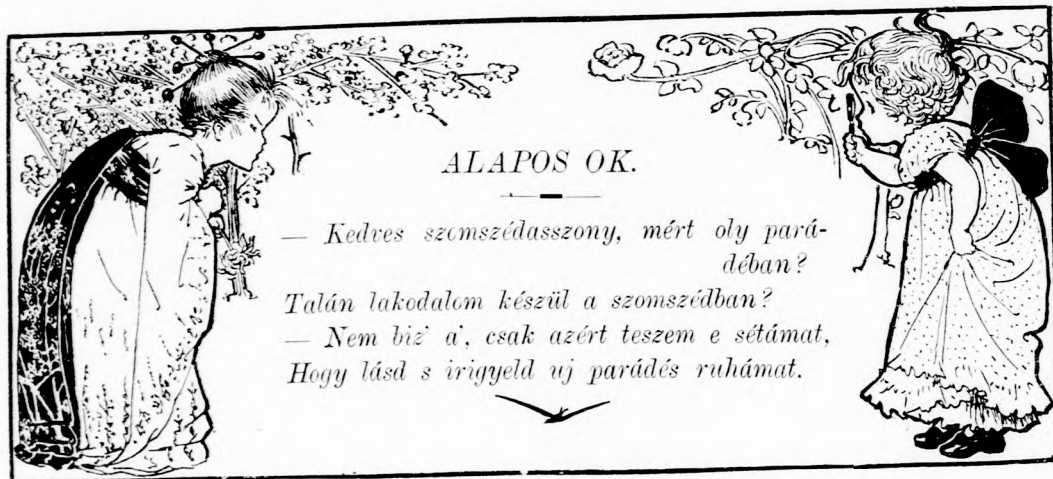 ALAPOS OK.
— Kedves szomszédasszony, mért oly pará-
déban?
Talán lakodalom készül a szomszédban?
— Nem biz' a', csak azért teszem e sétámat,
Hogy lásd s irigyeld uj parádés ruhámat.